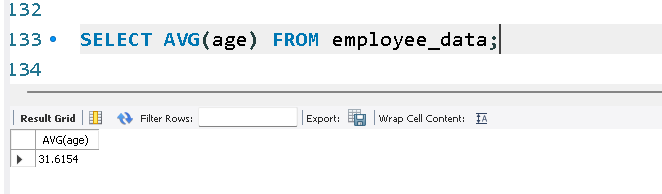 132
133 SELECT AVG(age) FROM employee_data;
134
Result Grid Filter Rows: Export: Wrap Cell Content: IA
AVG(age)
31.6154